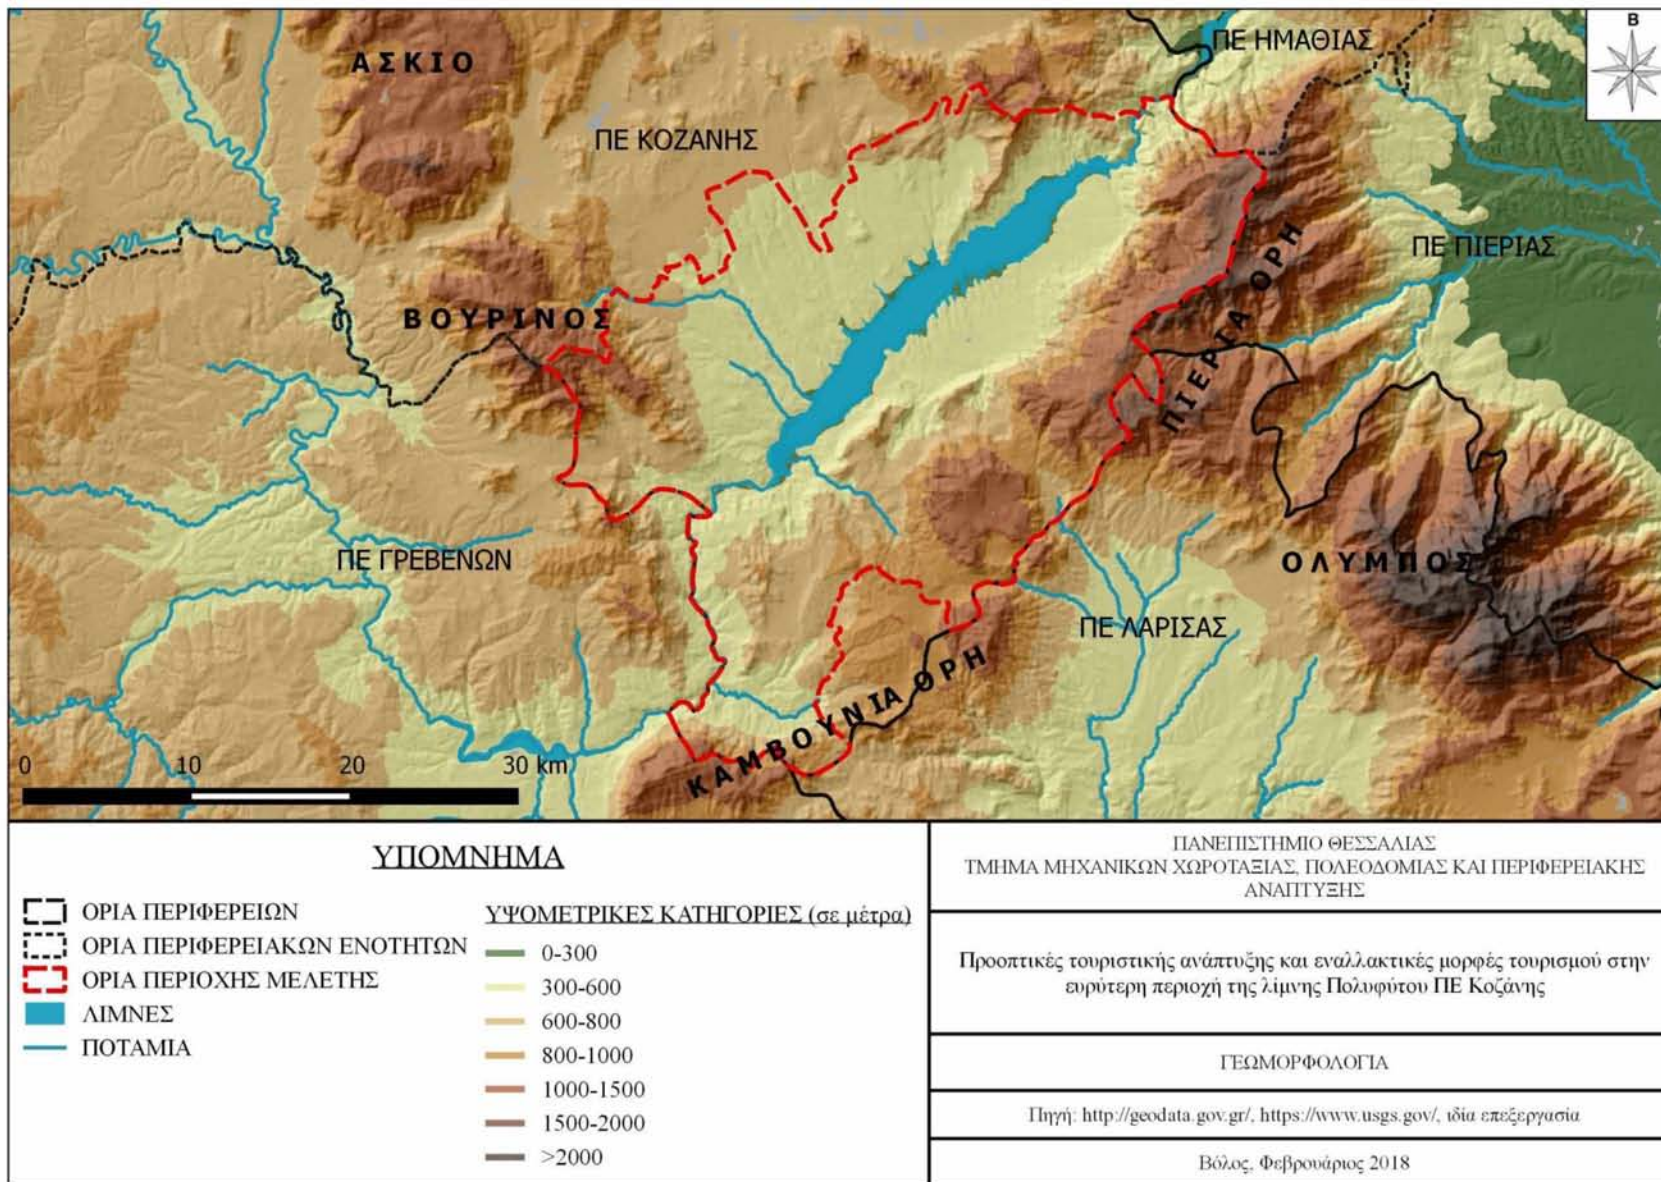 Β
ΠΕ ΗΜΑΘΙΑΣ
ΑΣΚΙΟ
ΠΕ ΚΟΖΑΝΗΣ
ΠΕ ΠΙΕΡΙΑΣ
ΠΙΕΡΙΑ ΟΡΗ
ΒΟΥΡΙΝΟΣ
ΠΕ ΓΡΕΒΕΝΩΝ
ΟΛΥΜΠΟΣ
ΠΕ ΛΑΡΙΣΑΣ
ΚΑΜΒΟΥΝΙΑ ΟΡΗ
0 10 20 30 km
ΥΠΟΜΝΗΜΑ
ΟΡΙΑ ΠΕΡΙΦΕΡΕΙΩΝ
ΟΡΙΑ ΠΕΡΙΦΕΡΕΙΑΚΩΝ ΕΝΟΤΗΤΩΝ
ΟΡΙΑ ΠΕΡΙΟΧΗΣ ΜΕΛΕΤΗΣ
ΛΙΜΝΕΣ
ΠΟΤΑΜΙΑ
ΥΨΟΜΕΤΡΙΚΕΣ ΚΑΤΗΓΟΡΙΕΣ (σε μέτρα)
0-300
300-600
600-800
800-1000
1000-1500
1500-2000
>2000
ΠΑΝΕΠΙΣΤΗΜΙΟ ΘΕΣΣΑΛΙΑΣ
ΤΜΗΜΑ ΜΗΧΑΝΙΚΩΝ ΧΩΡΟΤΑΞΙΑΣ, ΠΟΛΕΟΔΟΜΙΑΣ ΚΑΙ ΠΕΡΙΦΕΡΕΙΑΚΗΣ
ΑΝΑΠΤΥΞΗΣ
Προοπτικές τουριστικής ανάπτυξης και εναλλακτικές μορφές τουρισμού στην
ευρύτερη περιοχή της λίμνης Πολυφύτου ΠΕ Κοζάνης
ΓΕΩΜΟΡΦΟΛΟΓΙΑ
Πηγή: http://geodata.gov.gr/, https://www.usgs.gov/, ιδία επεξεργασία
Βόλος, Φεβρουάριος 2018